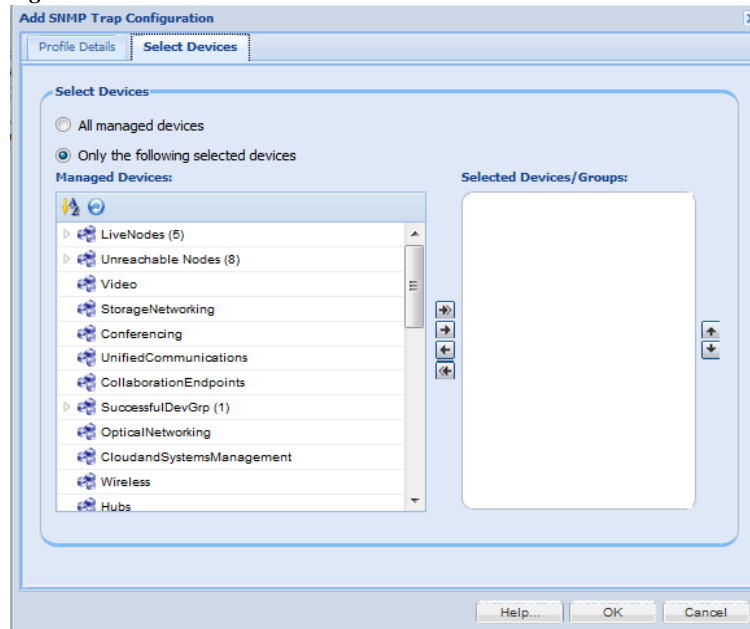 Add SNMP Trap Configuration
Profile Details
Select Devices
Select Devices
All managed devices
Only the following selected devices
Managed Devices:
Selected Devices/Groups:
LiveNodes (5)
Unreachable Nodes (8)
Video
StorageNetworking
Conferencing
UnifiedCommunications
CollaborationEndpoints
SuccessfulDevGrp (1)
OpticalNetworking
CloudandSystemsManagement
Wireless
Hubs
Help...
OK
Cancel